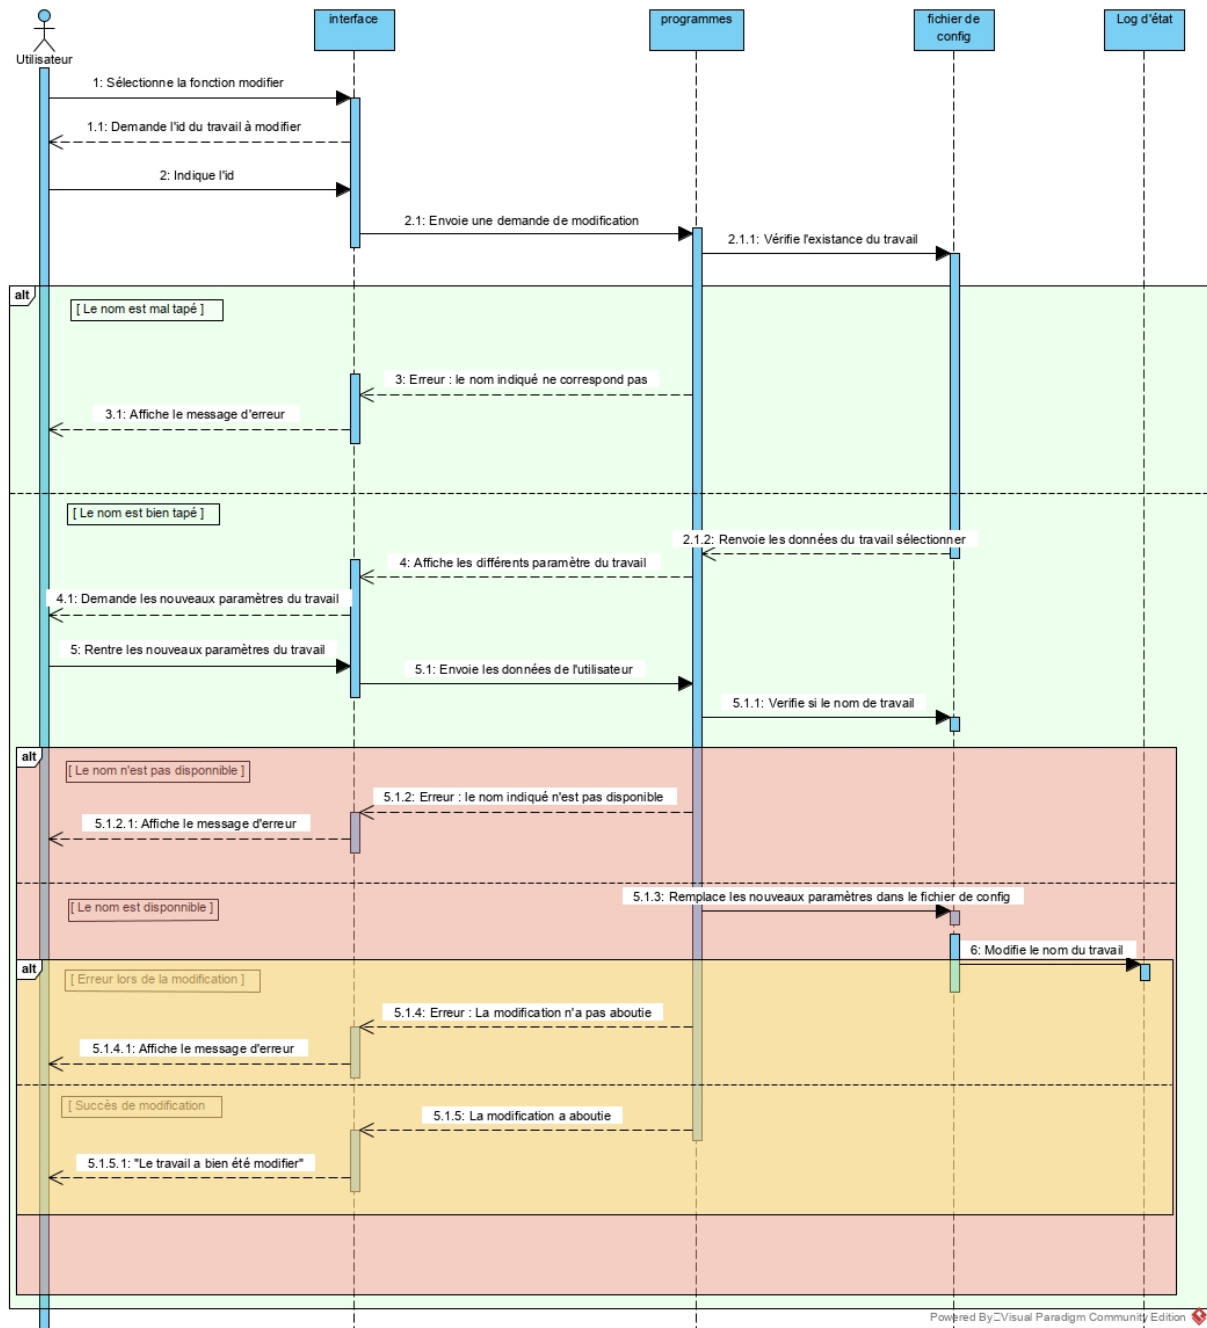 interface
programmes
fichier de
config
Log d'état
Utilisateur
1: Sélectionne la fonction modifier
1.1: Demande l'id du travail à modifier
2: Indique l'id
2.1: Envoie une demande de modification
2.1.1: Vérifie l'existance du travail
alt
[ Le nom est mal tapé ]
3: Erreur : le nom indiqué ne correspond pas
3.1: Affiche le message d'erreur
[ Le nom est bien tapé ]
2.1.2: Renvoie les données du travail sélectionner
4: Affiche les différents paramètre du travail
4.1: Demande les nouveaux paramètres du travail
5: Rentre les nouveaux paramètres du travail
5.1: Envoie les données de l'utilisateur
5.1.1: Verifie si le nom de travail
alt
[ Le nom n'est pas disponnible ]
5.1.2: Erreur : le nom indiqué n'est pas disponible
5.1.2.1: Affiche le message d'erreur
5.1.3: Remplace les nouveaux paramètres dans le fichier de config
[ Le nom est disponnible ]
6: Modifie le nom du travail
alt
[ Erreur lors de la modification ]
5.1.4: Erreur : La modification n'a pas aboutie
5.1.4.1: Affiche le message d'erreur
[ Succès de modification
5.1.5: La modification a aboutie
5.1.5.1: "Le travail a bien été modifier"
Powered By Visual Paradigm Community Edition